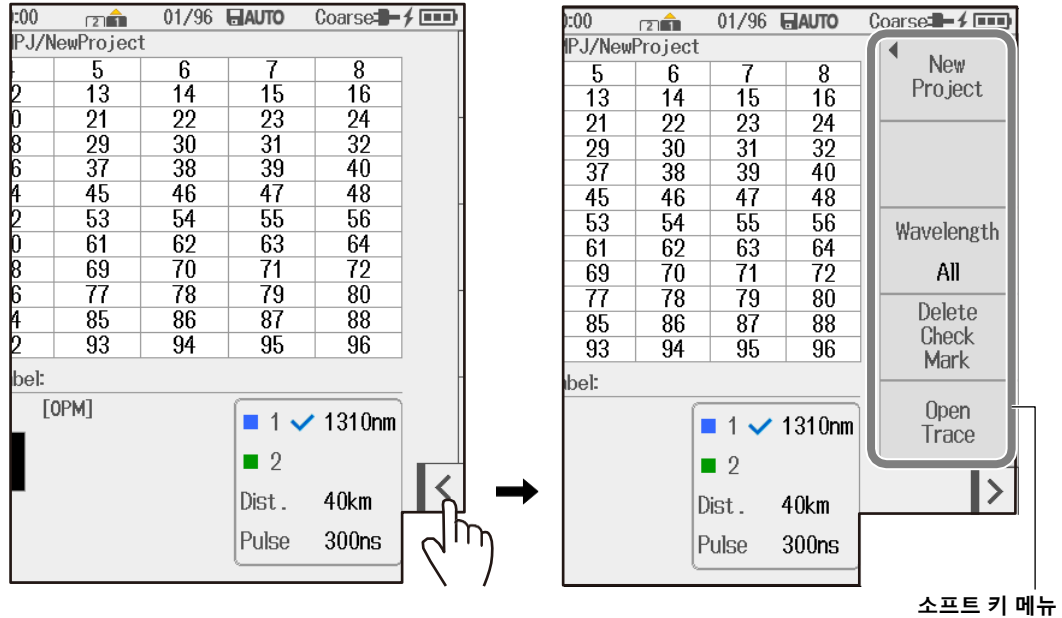 :00 2 1 01/96 AUTO Coarse
PJ/NewProject
5 6 7 8
2 13 14 15 16
0 21 22 23 24
8 29 30 31 32
6 37 38 39 40
4 45 46 47 48
2 53 54 55 56
0 61 62 63 64
8 69 70 71 72
6 77 78 79 80
4 85 86 87 88
2 93 94 95 96
bel:
[OPM]
1 1310nm
2
Dist. 40km
Pulse 300ns
<
:00 2 1 01/96 AUTO Coarse
PJ/NewProject
5 6 7 8
13 14 15 16
21 22 23 24
29 30 31 32
37 38 39 40
45 46 47 48
53 54 55 56
61 62 63 64
69 70 71 72
77 78 79 80
85 86 87 88
93 94 95 96
bel:
1 1310nm
2
Dist. 40km
Pulse 300ns
New
Project
Wavelength
All
Delete
Check
Mark
Open
Trace
>
소프트 키 메뉴